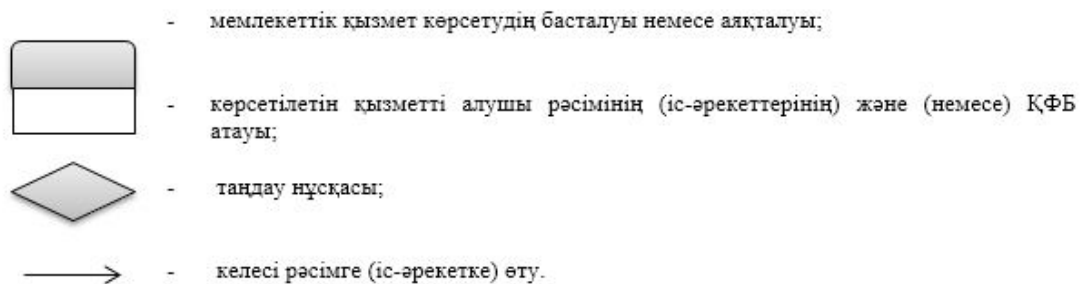 - мемлекеттік қызмет көрсетудің басталуы немесе аяқталуы;
- көрсетілетін қызметті алушы рәсімінің (іс-әрекеттерінің) және (немесе) ҚФБ
атауы;
- таңдау нұсқасы;
- келесі рәсімге (іс-әрекетке) өту.